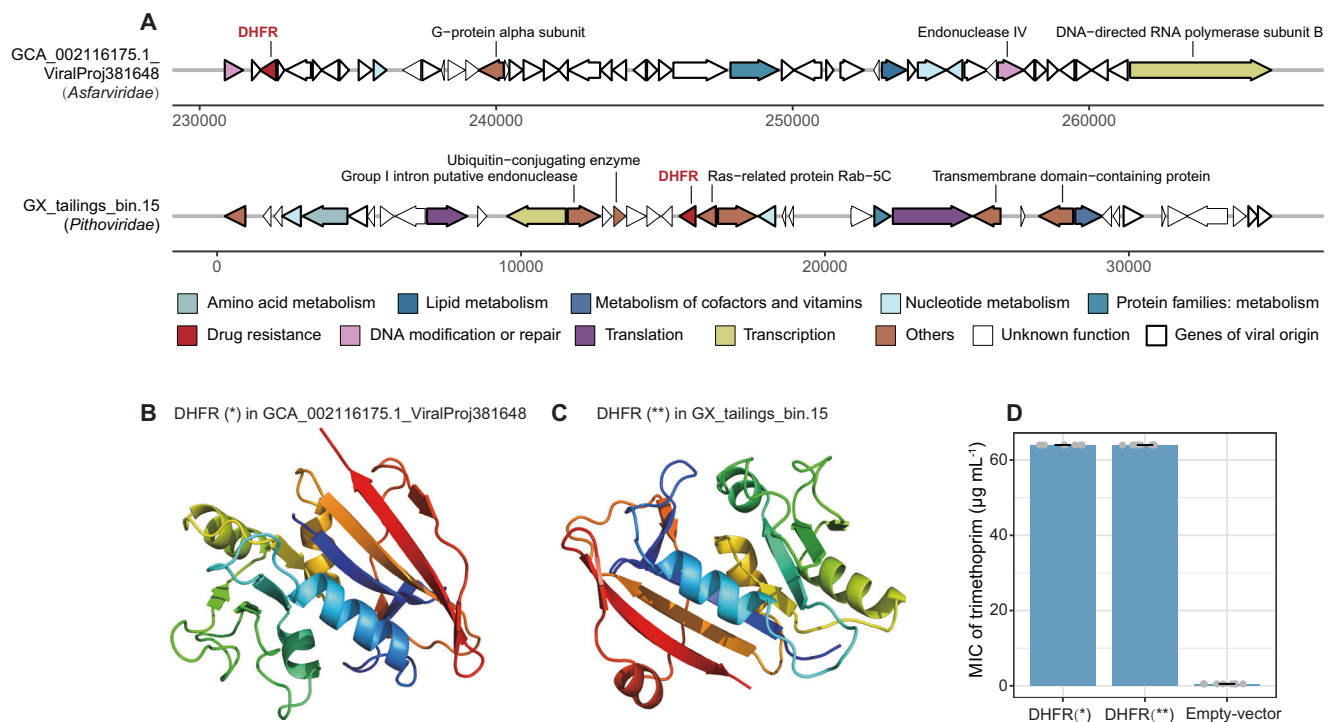 A
DHFR
G−protein alpha subunit
Endonuclease IV
DNA−directed RNA polymerase subunit B
GCA_002116175.1_
ViralProj381648
(Asfarviridae)
230000
240000
250000
260000
Ubiquitin−conjugating enzyme
Group I intron putative endonuclease
DHFR
Ras−related protein Rab−5C
Transmembrane domain−containing protein
GX_tailings_bin.15
(Pithoviridae)
0
10000
20000
30000
Amino acid metabolism
Lipid metabolism
Metabolism of cofactors and vitamins
Nucleotide metabolism
Protein families: metabolism
Drug resistance
DNA modification or repair
Translation
Transcription
Others
Unknown function
Genes of viral origin
B
DHFR (*) in GCA_002116175.1_ViralProj381648
C
DHFR (**) in GX_tailings_bin.15
D
MIC of trimethoprim (µg mL⁻¹)
60
40
20
0
DHFR(*)
DHFR(**)
Empty-vector